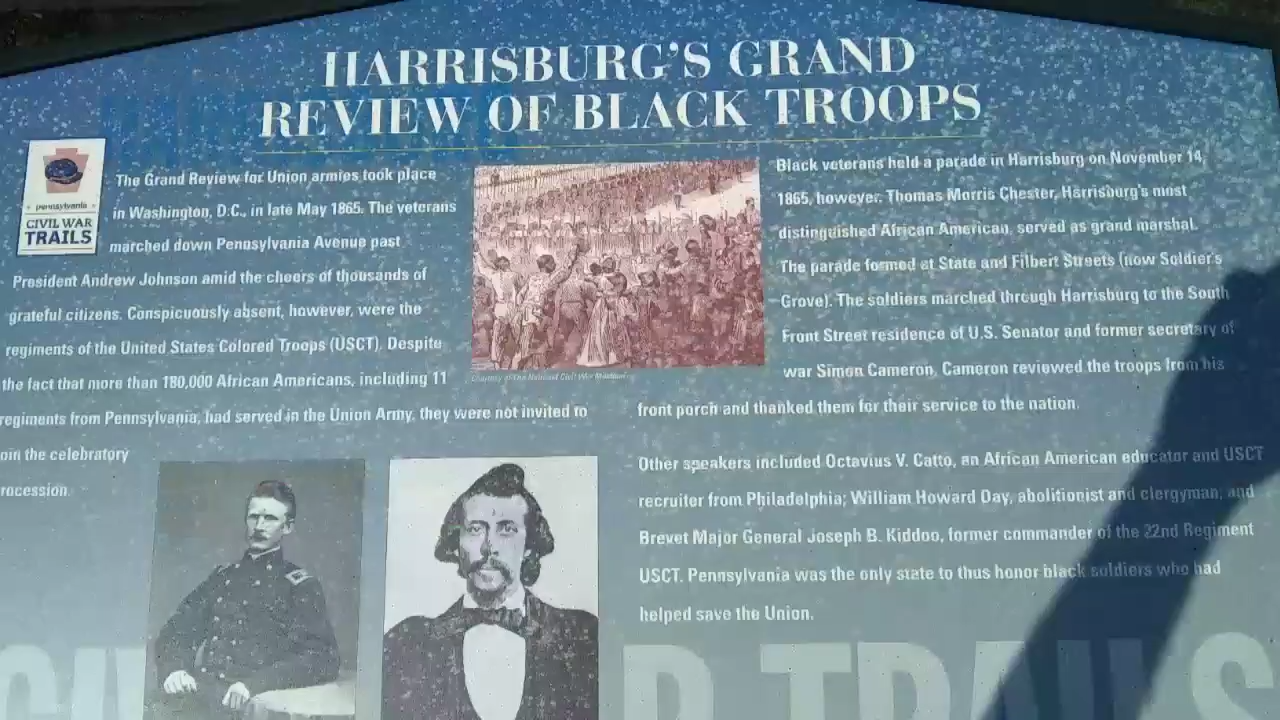 HARRISBURG'S GRAND
REVIEW OF BLACK TROOPS
pennsylvania
CIVIL WAR
TRAILS
The Grand Review for Union armies took place
in Washington, D.C., in late May 1865. The veterans
marched down Pennsylvania Avenue past
President Andrew Johnson amid the cheers of thousands of
grateful citizens. Conspicuously absent, however, were the
regiments of the United States Colored Troops (USCT). Despite
the fact that more than 180,000 African Americans, including 11
regiments from Pennsylvania, had served in the Union Army, they were not invited to
oin the celebratory
rocession.
Courtesy of The National Civil War Museum
Black veterans held a parade in Harrisburg on November 14,
1865, however. Thomas Morris Chester, Harrisburg's most
distinguished African American, served as grand marshal.
The parade formed at State and Filbert Streets (now Soldier's
Grove). The soldiers marched through Harrisburg to the South
Front Street residence of U.S. Senator and former secretary of
war Simon Cameron. Cameron reviewed the troops from his
front porch and thanked them for their service to the nation.
Other speakers included Octavius V. Catto, an African American educator and USCT
recruiter from Philadelphia; William Howard Day, abolitionist and clergyman; and
Brevet Major General Joseph B. Kiddoo, former commander of the 22nd Regiment
USCT. Pennsylvania was the only state to thus honor black soldiers who had
helped save the Union.
CIV R TRAILS